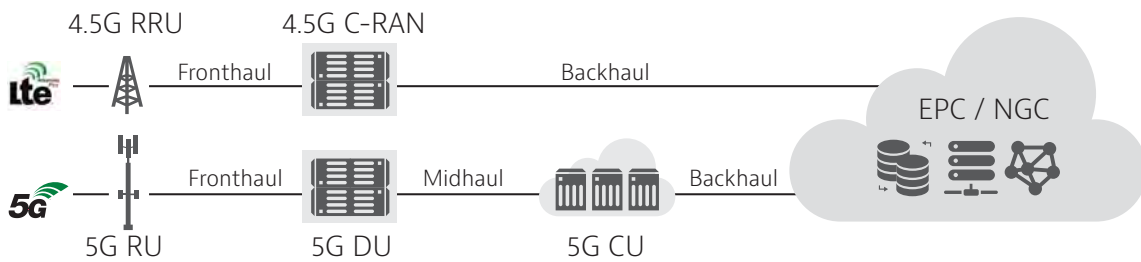 4.5G RRU
4.5G C-RAN
Lte
Fronthaul
Backhaul
EPC / NGC
5G
Fronthaul
Midhaul
Backhaul
5G RU
5G DU
5G CU